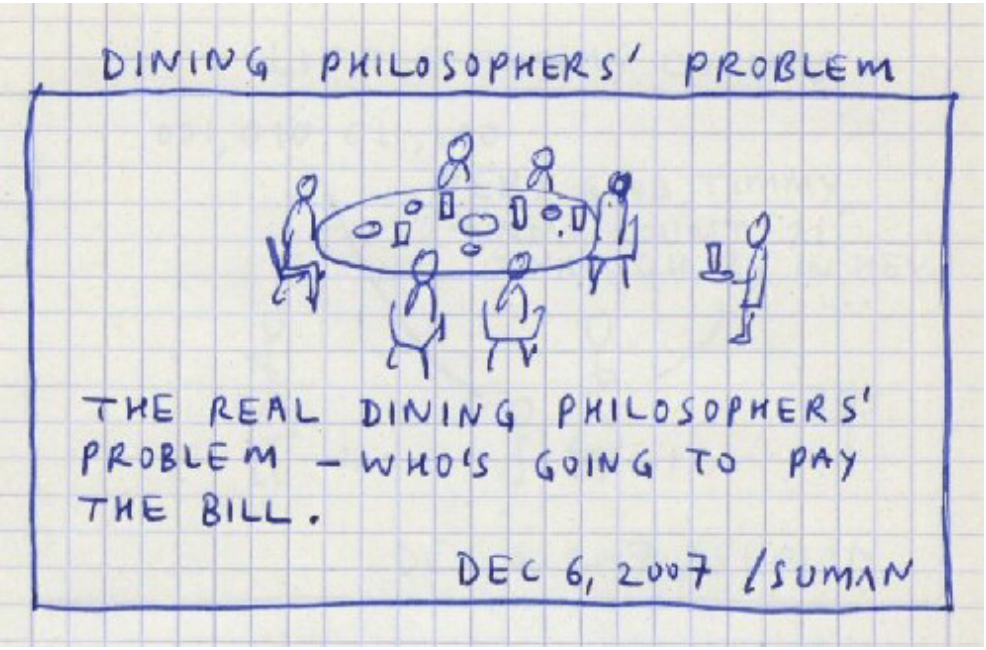 DINING PHILOSOPHERS' PROBLEM
THE REAL DINING PHILOSOPHERS'
PROBLEM – WHO'S GOING TO PAY
THE BILL.
DEC 6, 2007 /SUMAN